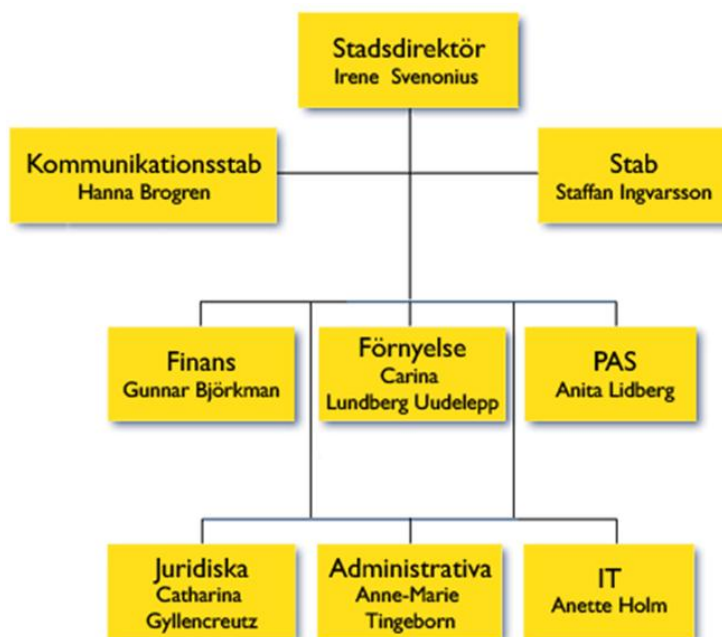 Stadsdirektör
Irene Svenonius
Kommunikationsstab
Hanna Brogren
Stab
Staffan Ingvarsson
Finans
Gunnar Björkman
Förnyelse
Carina
Lundberg Uudelepp
PAS
Anita Lidberg
Juridiska
Catharina
Gyllencreutz
Administrativa
Anne-Marie
Tingeborn
IT
Anette Holm